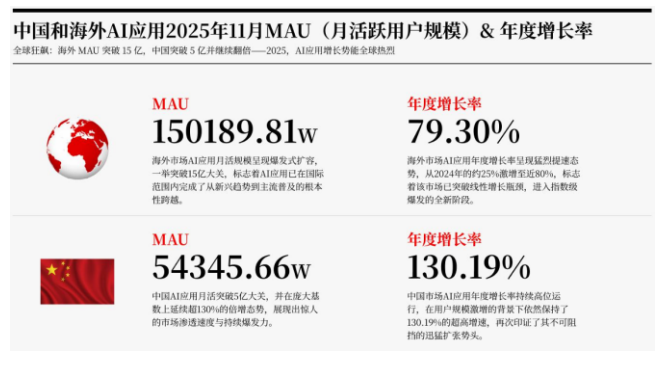 中国和海外AI应用2025年11月MAU（月活跃用户规模）& 年度增长率
全球狂飙：海外 MAU 突破 15 亿，中国突破 5 亿并继续翻倍——2025，AI应用增长势能全球热烈
MAU
150189.81W
海外市场AI应用月活规模呈现爆发式扩容，
一举突破15亿大关，标志着AI应用已在国际
范围内完成了从新兴趋势到主流普及的根本
性跨越。
年度增长率
79.30%
海外市场AI应用年度增长率呈现猛烈提速态
势，从2024年的约25%激增至近80%，标志
着该市场已突破线性增长瓶颈，进入指数级
爆发的全新阶段。
MAU
54345.66W
中国AI应用月活突破5亿大关，并在庞大基
数上延续超130%的倍增态势，展现出惊人
的市场渗透速度与持续爆发力。
年度增长率
130.19%
中国市场AI应用年度增长率持续高位运
行，在用户规模激增的背景下依然保持了
130.19%的超高增速，再次印证了其不可阻
挡的迅猛扩张势头。